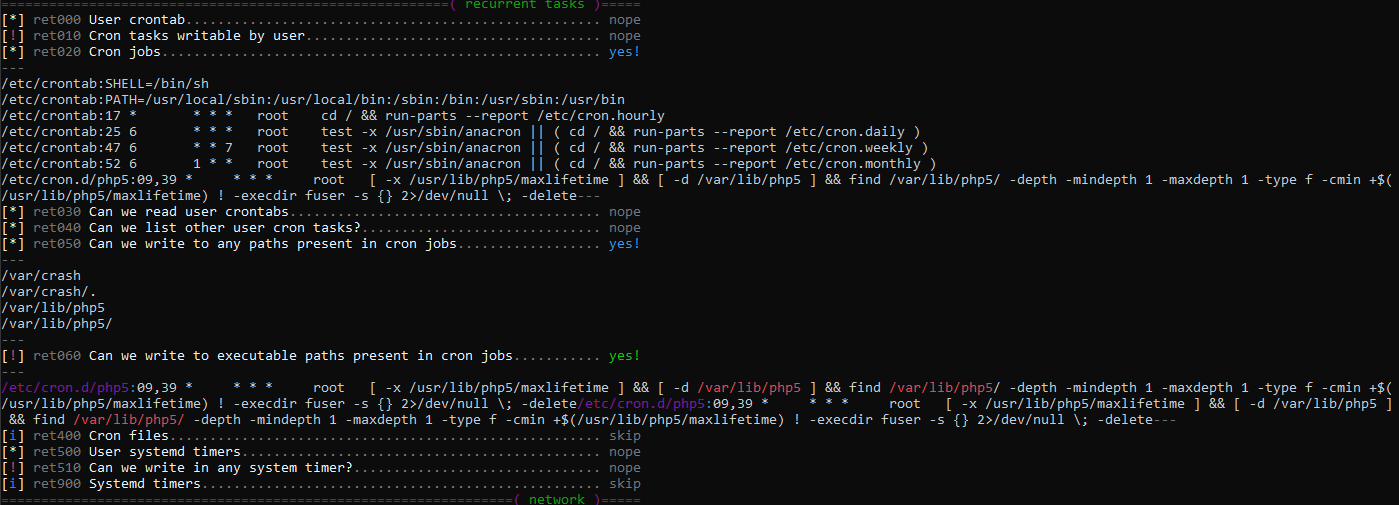 ========================================================( recurrent tasks )=====
[*] ret000 User crontab.................................................... nope
[!] ret010 Cron tasks writable by user..................................... nope
[*] ret020 Cron jobs....................................................... yes!
---
/etc/crontab:SHELL=/bin/sh
/etc/crontab:PATH=/usr/local/sbin:/usr/local/bin:/sbin:/bin:/usr/sbin:/usr/bin
/etc/crontab:17 *       * * *   root    cd / && run-parts --report /etc/cron.hourly
/etc/crontab:25 6       * * *   root    test -x /usr/sbin/anacron || ( cd / && run-parts --report /etc/cron.daily )
/etc/crontab:47 6       * * 7   root    test -x /usr/sbin/anacron || ( cd / && run-parts --report /etc/cron.weekly )
/etc/crontab:52 6       1 * *   root    test -x /usr/sbin/anacron || ( cd / && run-parts --report /etc/cron.monthly )
/etc/cron.d/php5:09,39 *     * * *     root   [ -x /usr/lib/php5/maxlifetime ] && [ -d /var/lib/php5 ] && find /var/lib/php5/ -depth -mindepth 1 -maxdepth 1 -type f -cmin +$(
/usr/lib/php5/maxlifetime) ! -execdir fuser -s {} 2>/dev/null \; -delete---
[*] ret030 Can we read user crontabs....................................... nope
[*] ret040 Can we list other user cron tasks?.............................. nope
[*] ret050 Can we write to any paths present in cron jobs.................. yes!
---
/var/crash
/var/crash/.
/var/lib/php5
/var/lib/php5/
---
[!] ret060 Can we write to executable paths present in cron jobs........... yes!
---
/etc/cron.d/php5:09,39 *     * * *     root   [ -x /usr/lib/php5/maxlifetime ] && [ -d /var/lib/php5 ] && find /var/lib/php5/ -depth -mindepth 1 -maxdepth 1 -type f -cmin +$(
/usr/lib/php5/maxlifetime) ! -execdir fuser -s {} 2>/dev/null \; -delete/etc/cron.d/php5:09,39 *     * * *     root   [ -x /usr/lib/php5/maxlifetime ] && [ -d /var/lib/php5 ]
 && find /var/lib/php5/ -depth -mindepth 1 -maxdepth 1 -type f -cmin +$(/usr/lib/php5/maxlifetime) ! -execdir fuser -s {} 2>/dev/null \; -delete---
[i] ret400 Cron files...................................................... skip
[*] ret500 User systemd timers............................................. nope
[!] ret510 Can we write in any system timer?............................... nope
[i] ret900 Systemd timers.................................................. skip
================================================================( network )=====